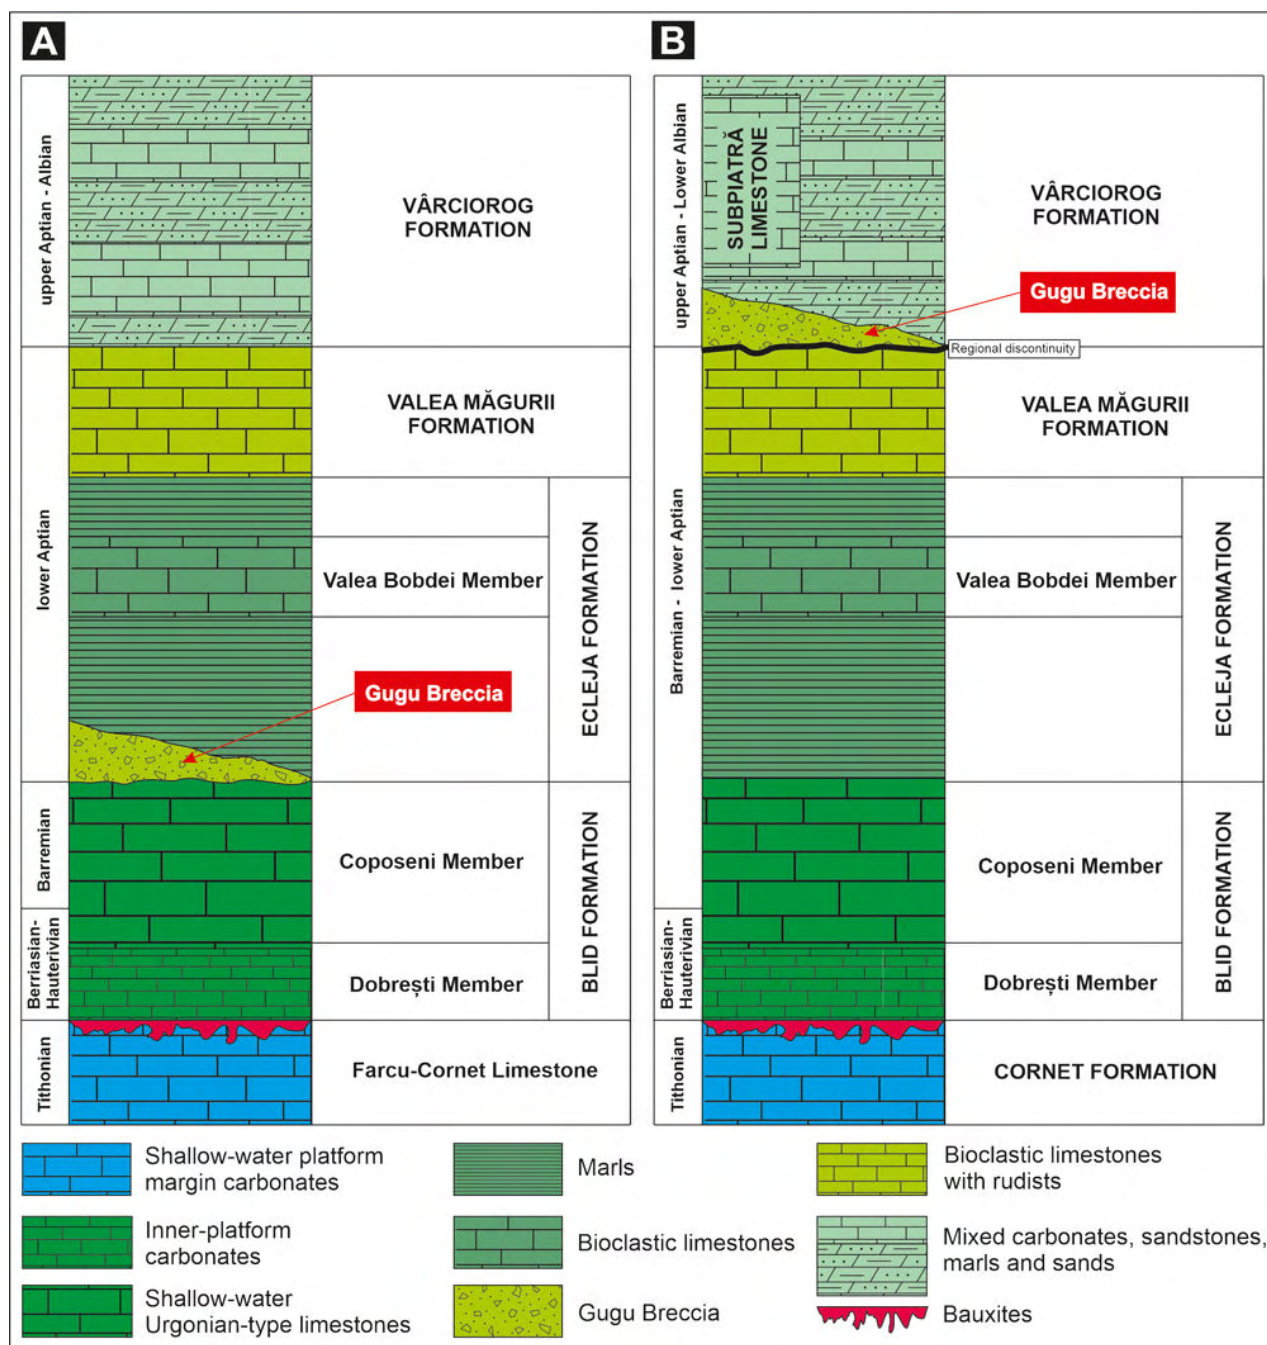 A
upper Aptian - Albian
VÂRCIOROG
FORMATION
lower Aptian
VALEA MĂGURII
FORMATION
Valea Bobdei Member
ECLEJA FORMATION
Gugu Breccia
Barremian
Coposeni Member
BLID FORMATION
Berriasian-
Hauterivian
Dobrești Member
Tithonian
Farcu-Cornet Limestone
B
upper Aptian - Lower Albian
SUBPIATRĂ
LIMESTONE
VÂRCIOROG
FORMATION
Gugu Breccia
Regional discontinuity
Barremian - lower Aptian
VALEA MĂGURII
FORMATION
Valea Bobdei Member
ECLEJA FORMATION
Coposeni Member
BLID FORMATION
Berriasian-
Hauterivian
Dobrești Member
Tithonian
CORNET FORMATION
Shallow-water platform
margin carbonates
Inner-platform
carbonates
Shallow-water
Urgonian-type limestones
Marls
Bioclastic limestones
Gugu Breccia
Bioclastic limestones
with rudists
Mixed carbonates, sandstones,
marls and sands
Bauxites